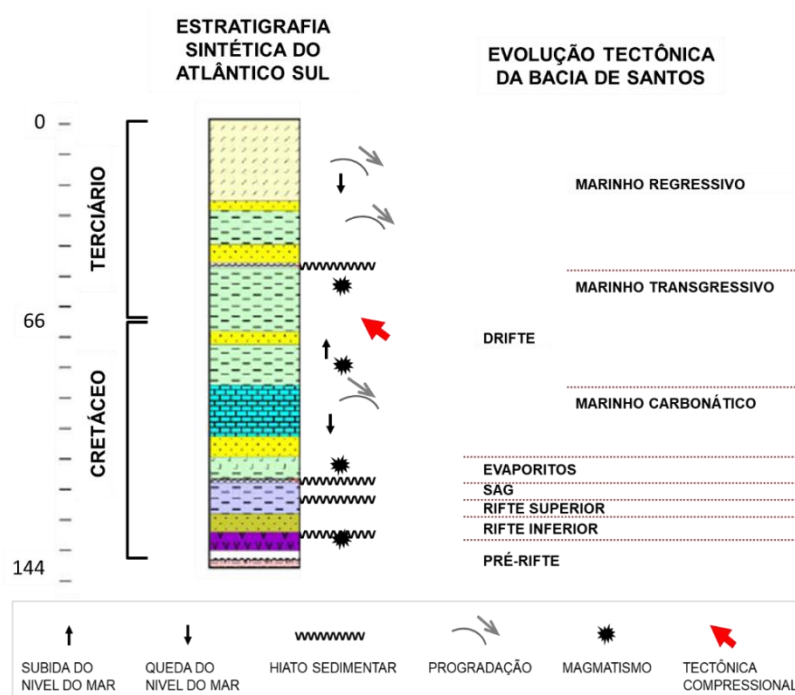 ESTRATIGRAFIA
SINTÉTICA DO
ATLÂNTICO SUL
EVOLUÇÃO TECTÔNICA
DA BACIA DE SANTOS
0
66
144
TERCIÁRIO
CRETÁCEO
MARINHO REGRESSIVO
MARINHO TRANSGRESSIVO
DRIFTE
MARINHO CARBONÁTICO
EVAPORITOS
SAG
RIFTE SUPERIOR
RIFTE INFERIOR
PRÉ-RIFTE
SUBIDA DO
NIVEL DO MAR
QUEDA DO
NIVEL DO MAR
HIATO SEDIMENTAR
PROGRADAÇÃO
MAGMATISMO
TECTÔNICA
COMPRESSIONAL